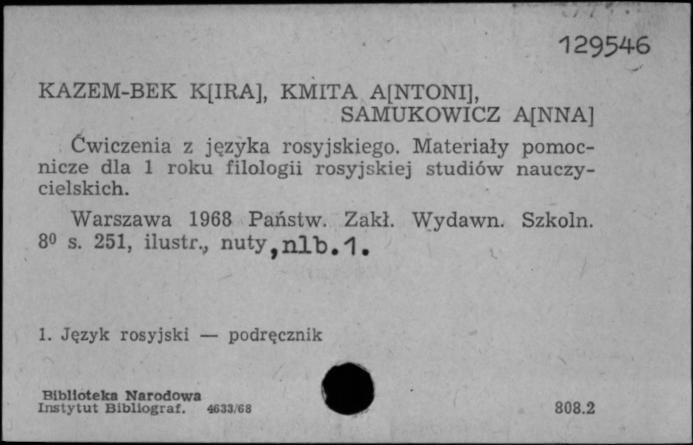 129546
KAZEM-BEK K[IRA], KMITA A[NTONI],
SAMUKOWICZ A[NNA]
Ćwiczenia z języka rosyjskiego. Materiały pomoc-
nicze dla 1 roku filologii rosyjskiej studiów nauczy-
cielskich.
Warszawa 1968 Państw. Zakł. Wydawn. Szkoln.
8⁰ s. 251, ilustr., nuty, nlb. 1.
1. Język rosyjski — podręcznik
Biblioteka Narodowa
Instytut Bibliograf. 4633/68
808.2